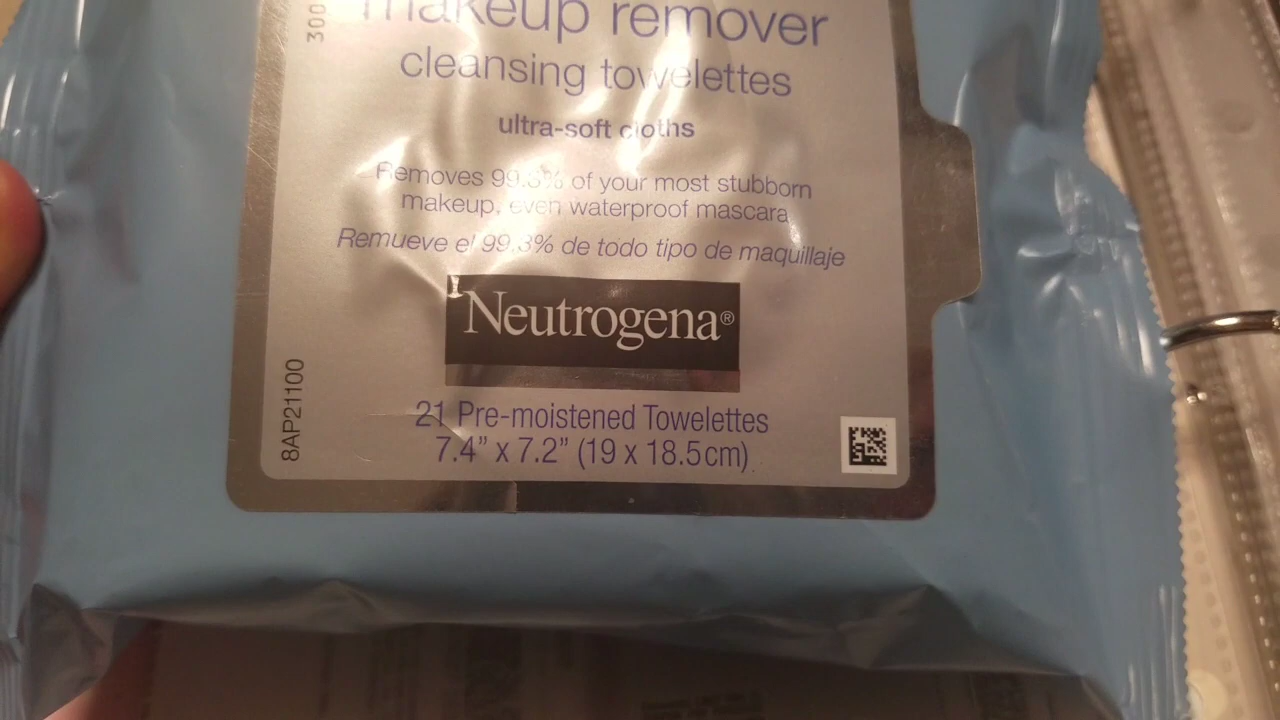 makeup remover
cleansing towelettes
ultra-soft cloths
Removes 99.3% of your most stubborn
makeup, even waterproof mascara
Remueve el 99.3% de todo tipo de maquillaje
Neutrogena®
21 Pre-moistened Towelettes
7.4” x 7.2” (19 x 18.5cm)
8AP21100
300